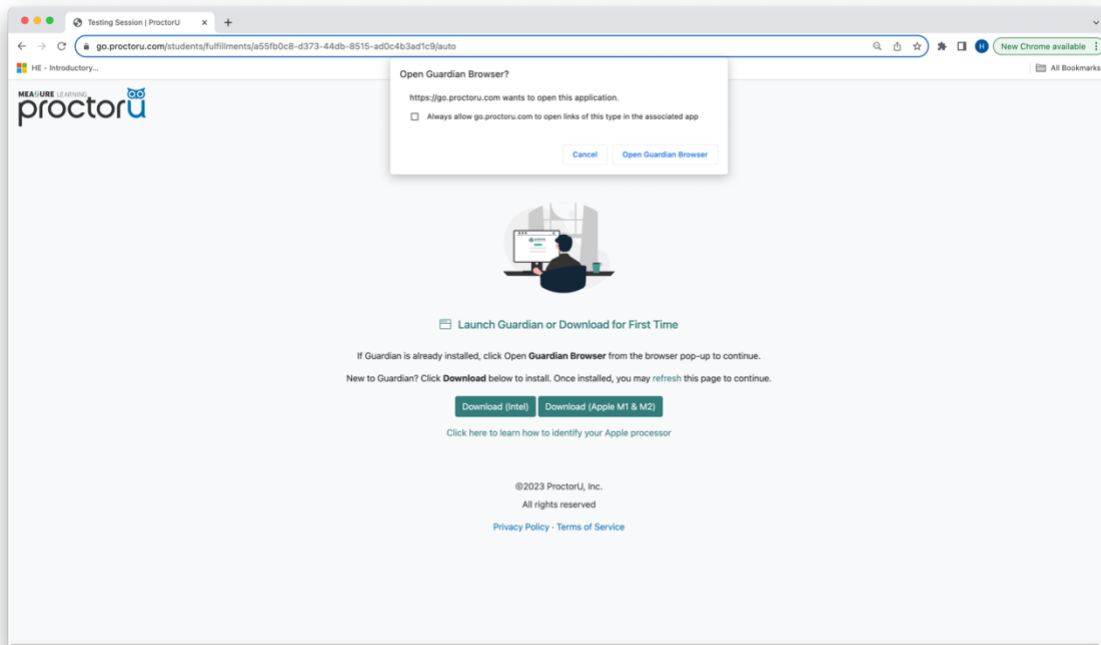 Testing Session | ProctorU
go.proctoru.com/students/fulfillments/a55fb0c8-d373-44db-8515-ad0c4b3ad1c9/auto
H
New Chrome available
HE - Introductory...
All Bookmarks
Open Guardian Browser?
https://go.proctoru.com wants to open this application.
Always allow go.proctoru.com to open links of this type in the associated app
Cancel
Open Guardian Browser
MEASURE LEARNING
proctorU
Launch Guardian or Download for First Time
If Guardian is already installed, click Open Guardian Browser from the browser pop-up to continue.
New to Guardian? Click Download below to install. Once installed, you may refresh this page to continue.
Download (Intel)
Download (Apple M1 & M2)
Click here to learn how to identify your Apple processor
©2023 ProctorU, Inc.
All rights reserved
Privacy Policy · Terms of Service